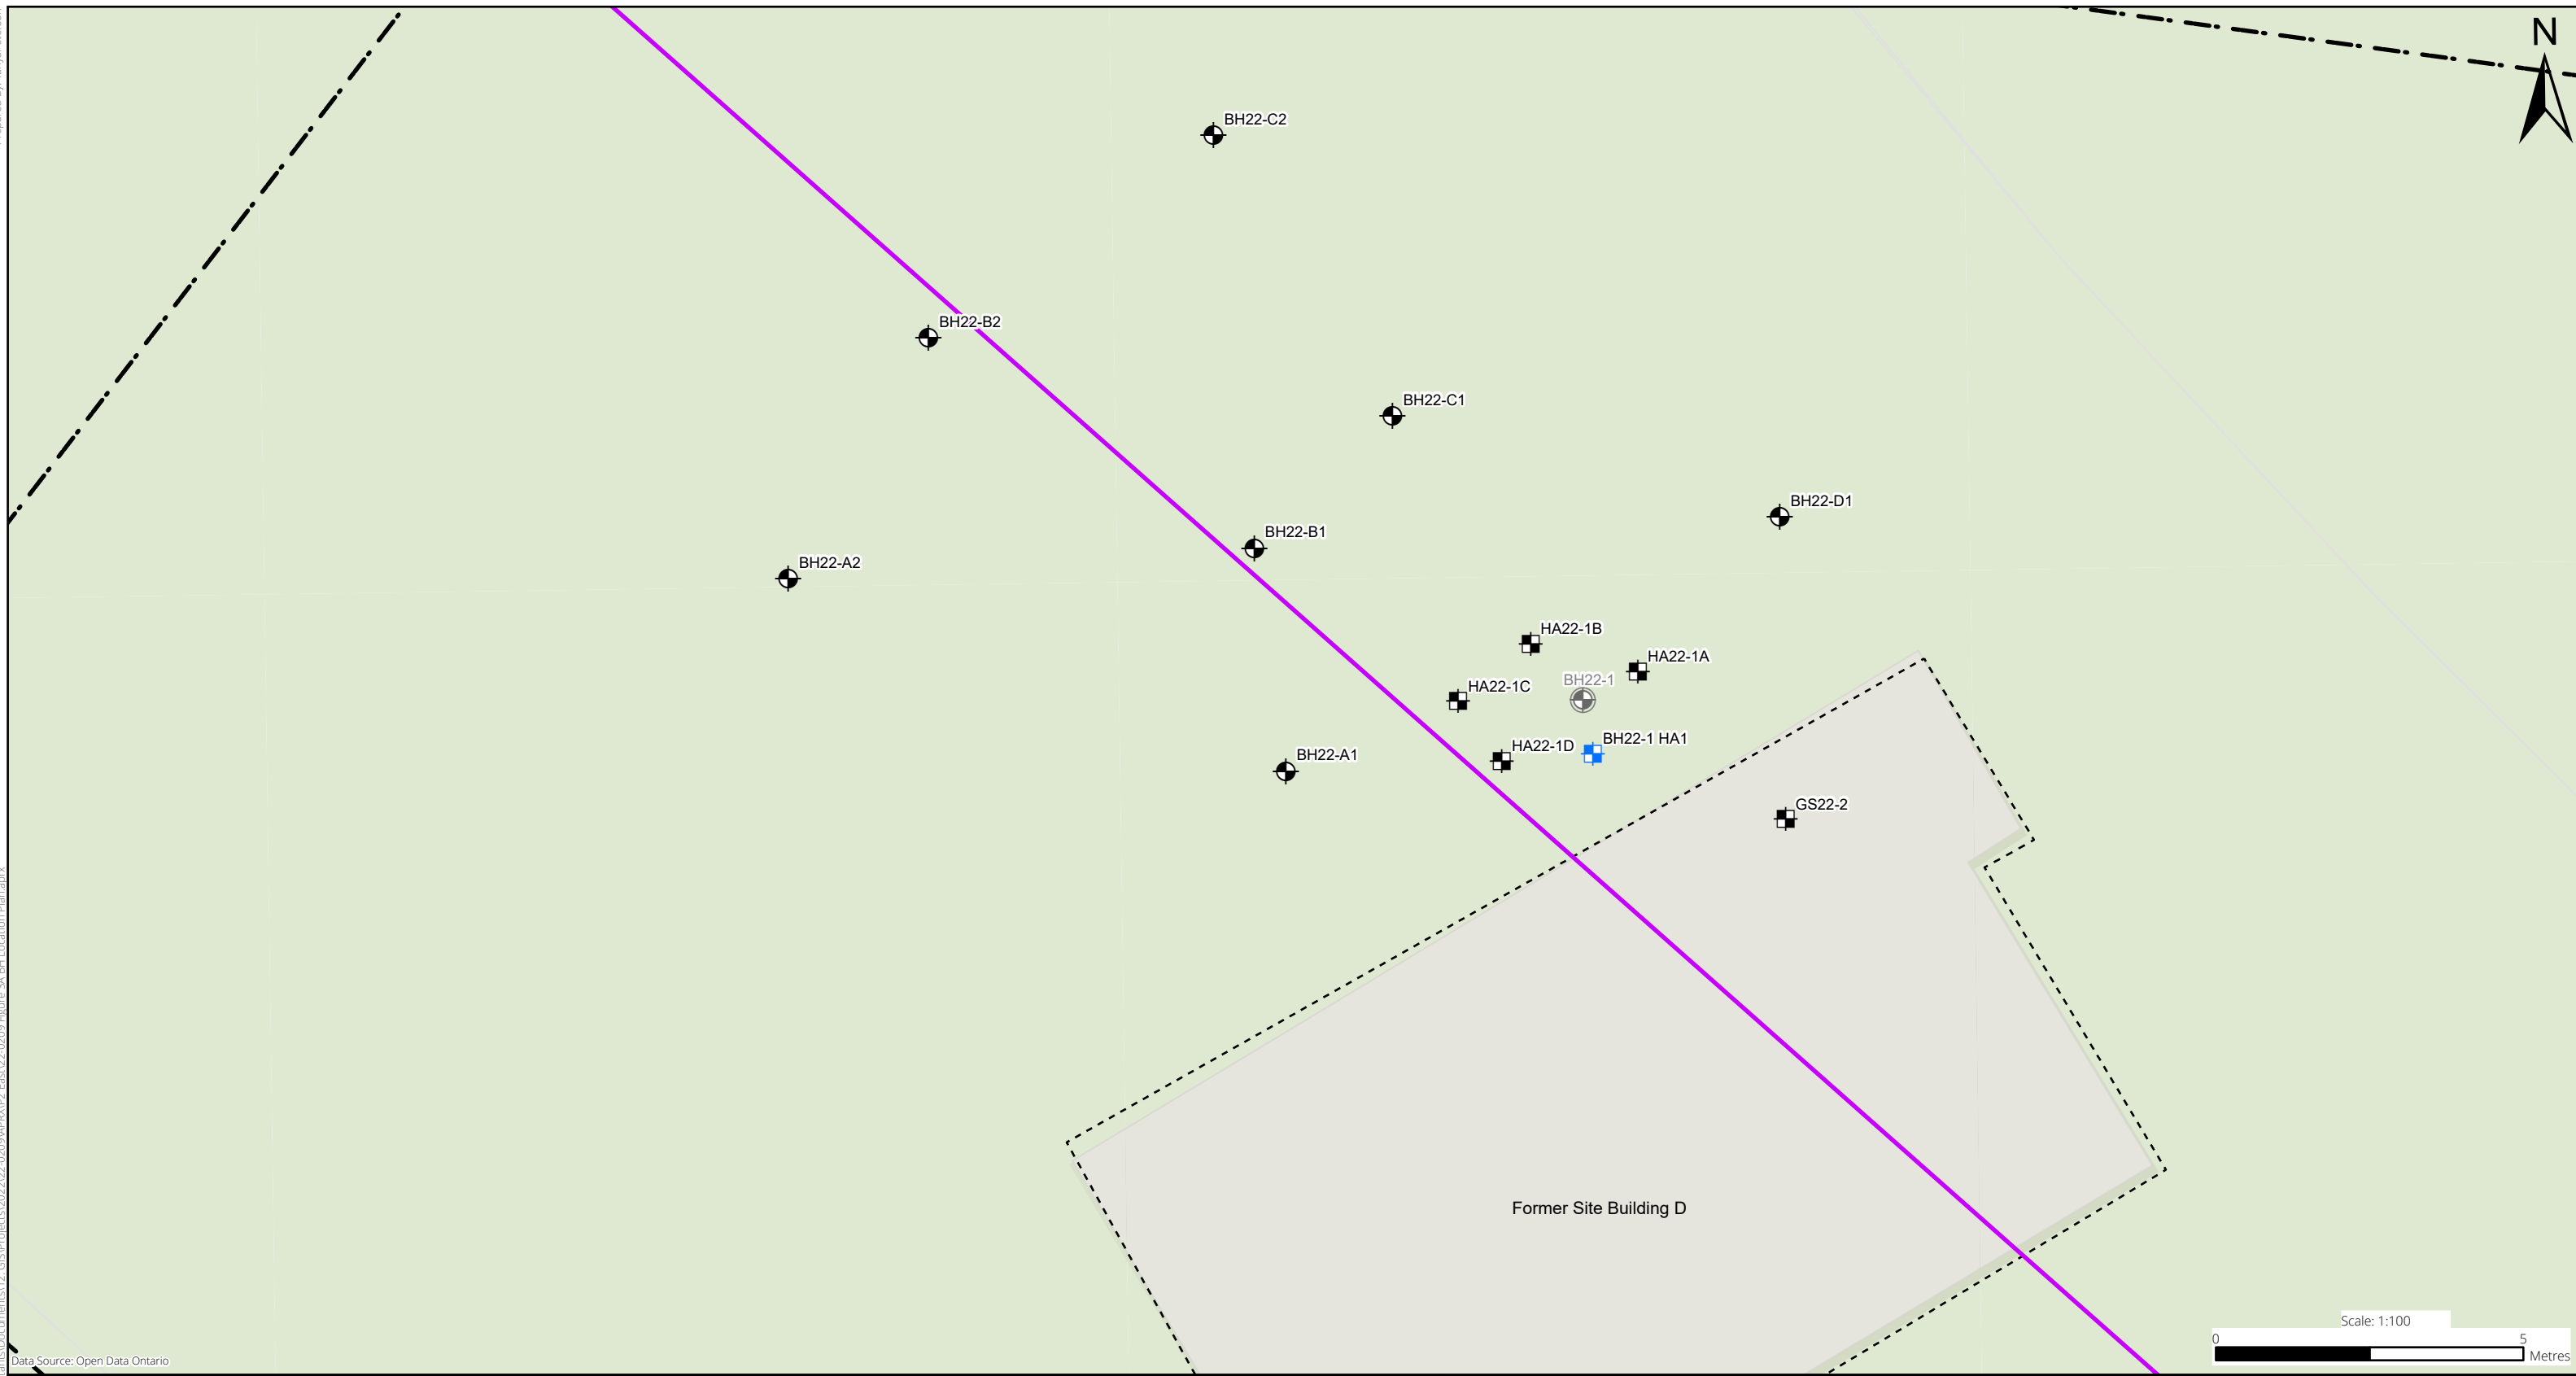 N
BH22-C2
BH22-B2
BH22-C1
BH22-D1
BH22-B1
BH22-A2
HA22-1B
HA22-1A
BH22-1
HA22-1C
BH22-1 HA1
HA22-1D
BH22-A1
GS22-2
Former Site Building D
Scale: 1:100
0 5
Metres
Data Source: Open Data Ontario